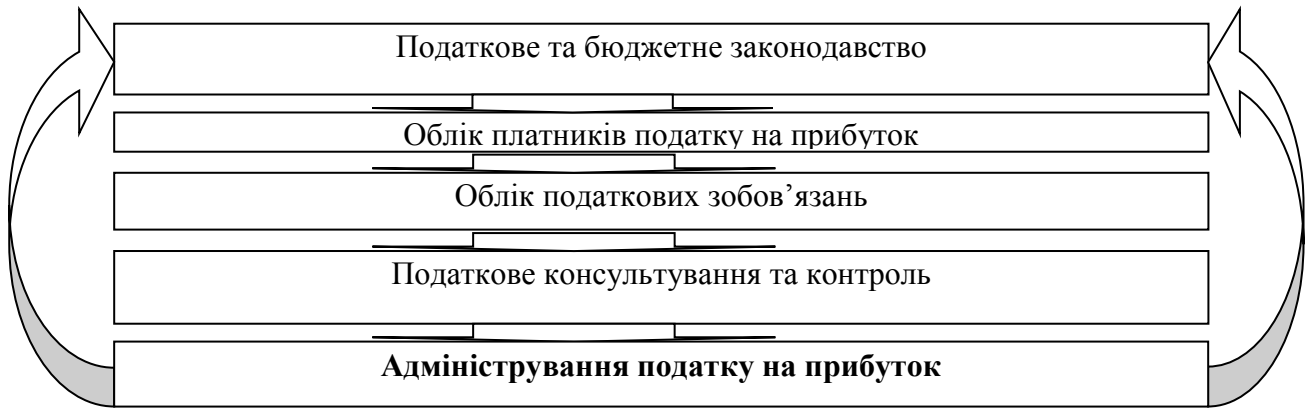 Податкове та бюджетне законодавство
Облік платників податку на прибуток
Облік податкових зобов’язань
Податкове консультування та контроль
Адміністрування податку на прибуток